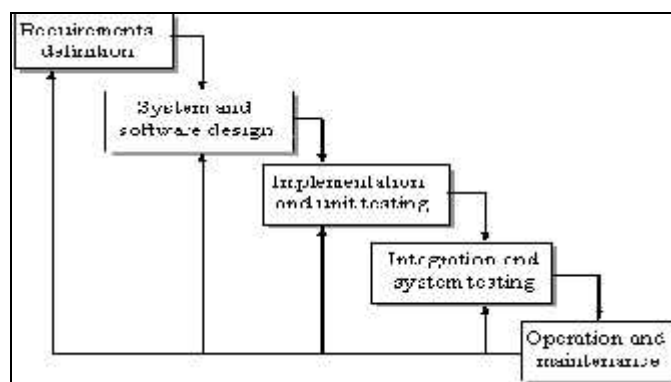 Requirements
definition
System and
software design
Implementation
and unit testing
Integration and
system testing
Operation and
maintenance